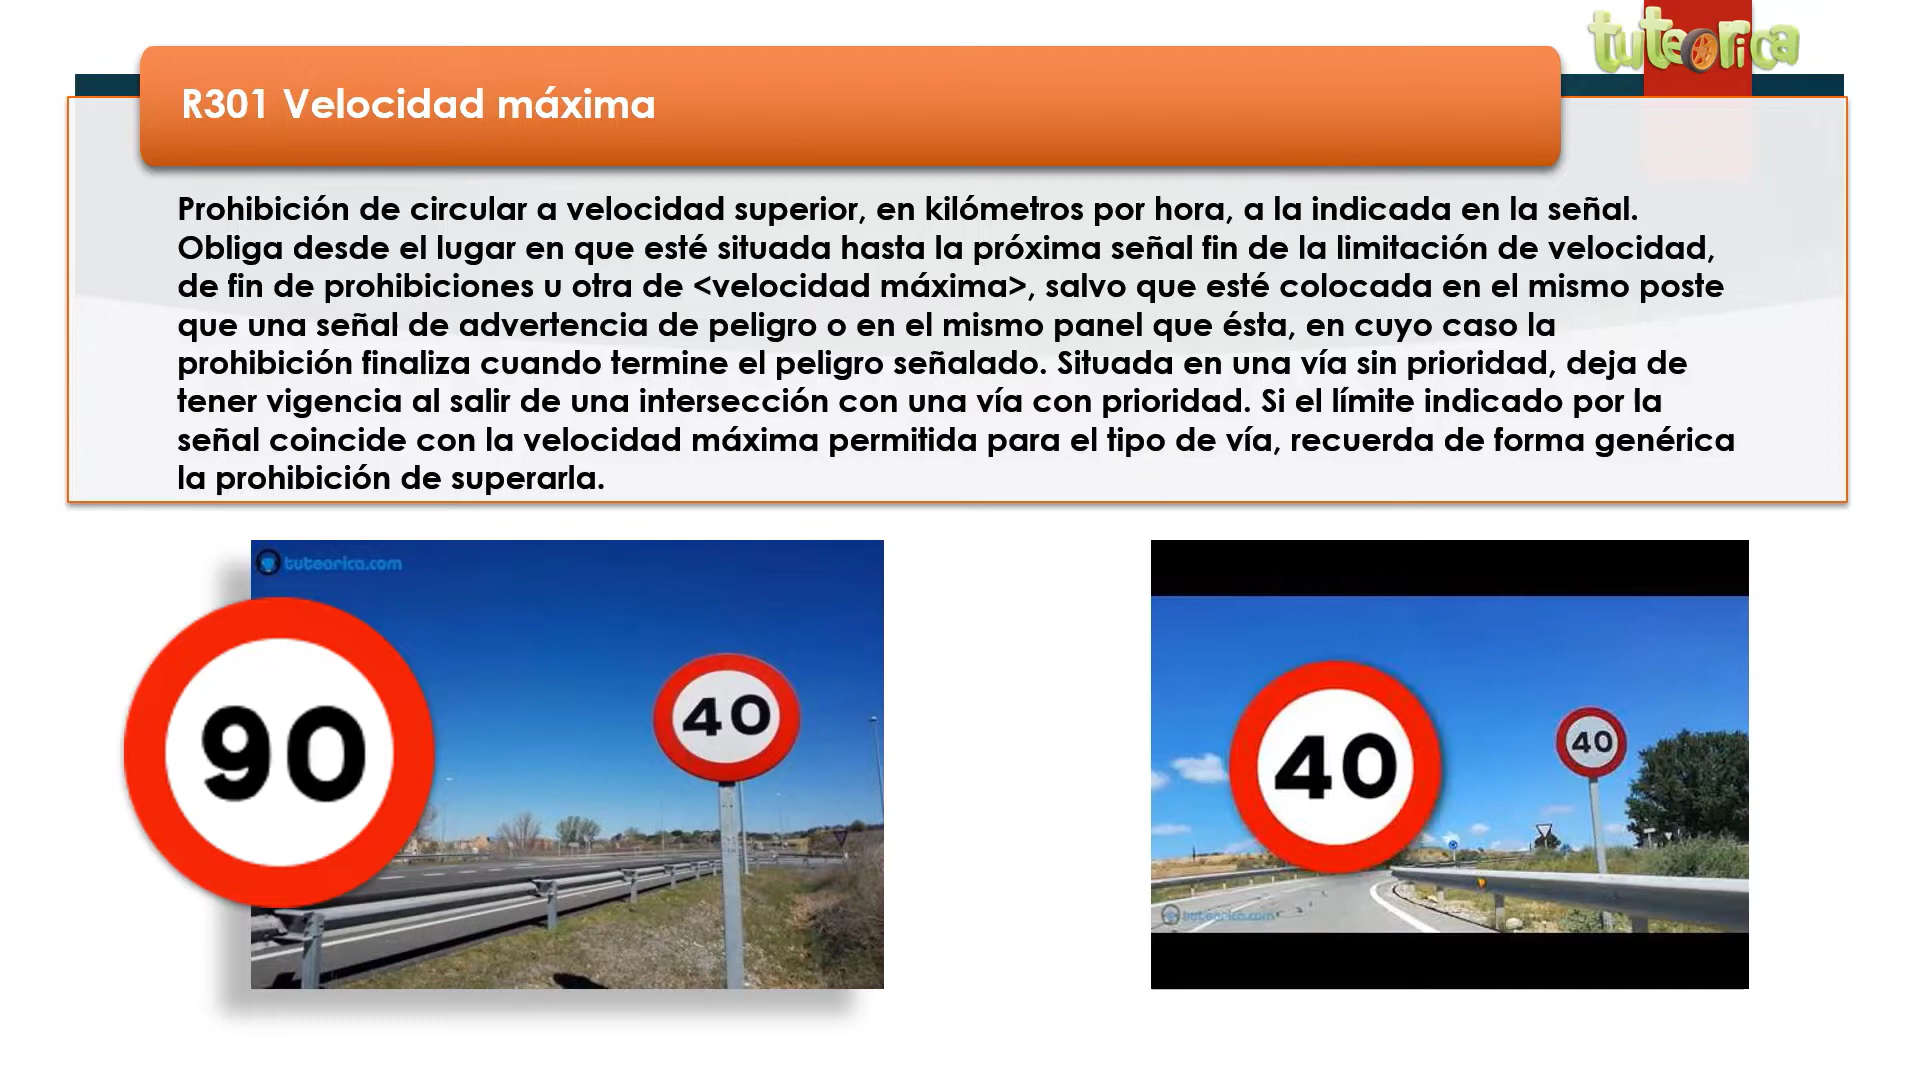 tuteorica
R301 Velocidad máxima
Prohibición de circular a velocidad superior, en kilómetros por hora, a la indicada en la señal.
Obliga desde el lugar en que esté situada hasta la próxima señal fin de la limitación de velocidad,
de fin de prohibiciones u otra de <velocidad máxima>, salvo que esté colocada en el mismo poste
que una señal de advertencia de peligro o en el mismo panel que ésta, en cuyo caso la
prohibición finaliza cuando termine el peligro señalado. Situada en una vía sin prioridad, deja de
tener vigencia al salir de una intersección con una vía con prioridad. Si el límite indicado por la
señal coincide con la velocidad máxima permitida para el tipo de vía, recuerda de forma genérica
la prohibición de superarla.
tuteorica.com
90
40
40
40
tuteorica.com